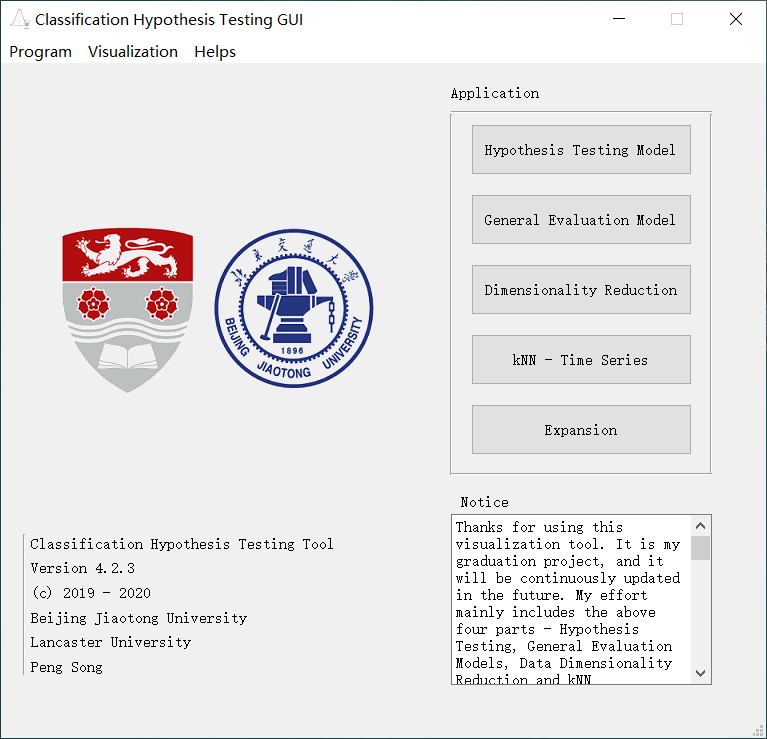 Classification Hypothesis Testing GUI
Program Visualization Helps
Application
Hypothesis Testing Model
General Evaluation Model
Dimensionality Reduction
kNN - Time Series
Expansion
北京交通大学
1896
BEIJING JIAOTONG UNIVERSITY
Notice
Thanks for using this
visualization tool. It is my
graduation project, and it
will be continuously updated
in the future. My effort
mainly includes the above
four parts - Hypothesis
Testing, General Evaluation
Models, Data Dimensionality
Reduction and kNN
Classification Hypothesis Testing Tool
Version 4.2.3
(c) 2019 - 2020
Beijing Jiaotong University
Lancaster University
Peng Song